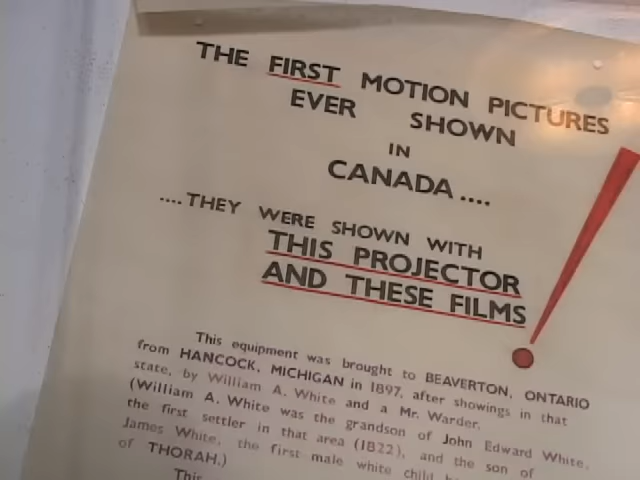 THE FIRST MOTION PICTURES
EVER SHOWN
IN
CANADA....
....THEY WERE SHOWN WITH
THIS PROJECTOR
AND THESE FILMS!
This equipment was brought to BEAVERTON, ONTARIO
from HANCOCK, MICHIGAN in 1897, after showings in that
state, by William A. White and a Mr. Warder.
(William A. White was the grandson of John Edward White,
the first settler in that area (1822), and the son of
James White, the first male white child
of THORAH.)
This